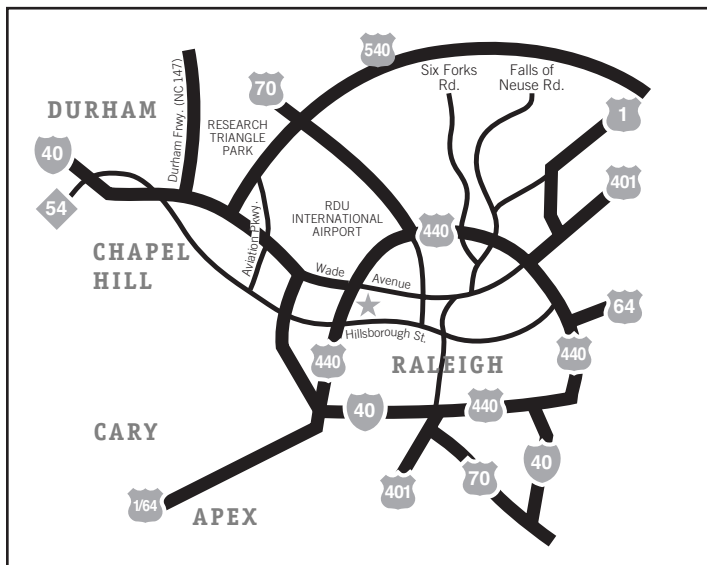 540
Six Forks
Rd.
Falls of
Neuse Rd.
70
1
DURHAM
Durham Frwy. (NC 147)
RESEARCH
TRIANGLE
PARK
40
401
54
RDU
INTERNATIONAL
AIRPORT
Aviation Pkwy.
440
CHAPEL
HILL
Wade Avenue
64
Hillsborough St.
440
RALEIGH
440
40
440
CARY
40
70
401
1/64
APEX